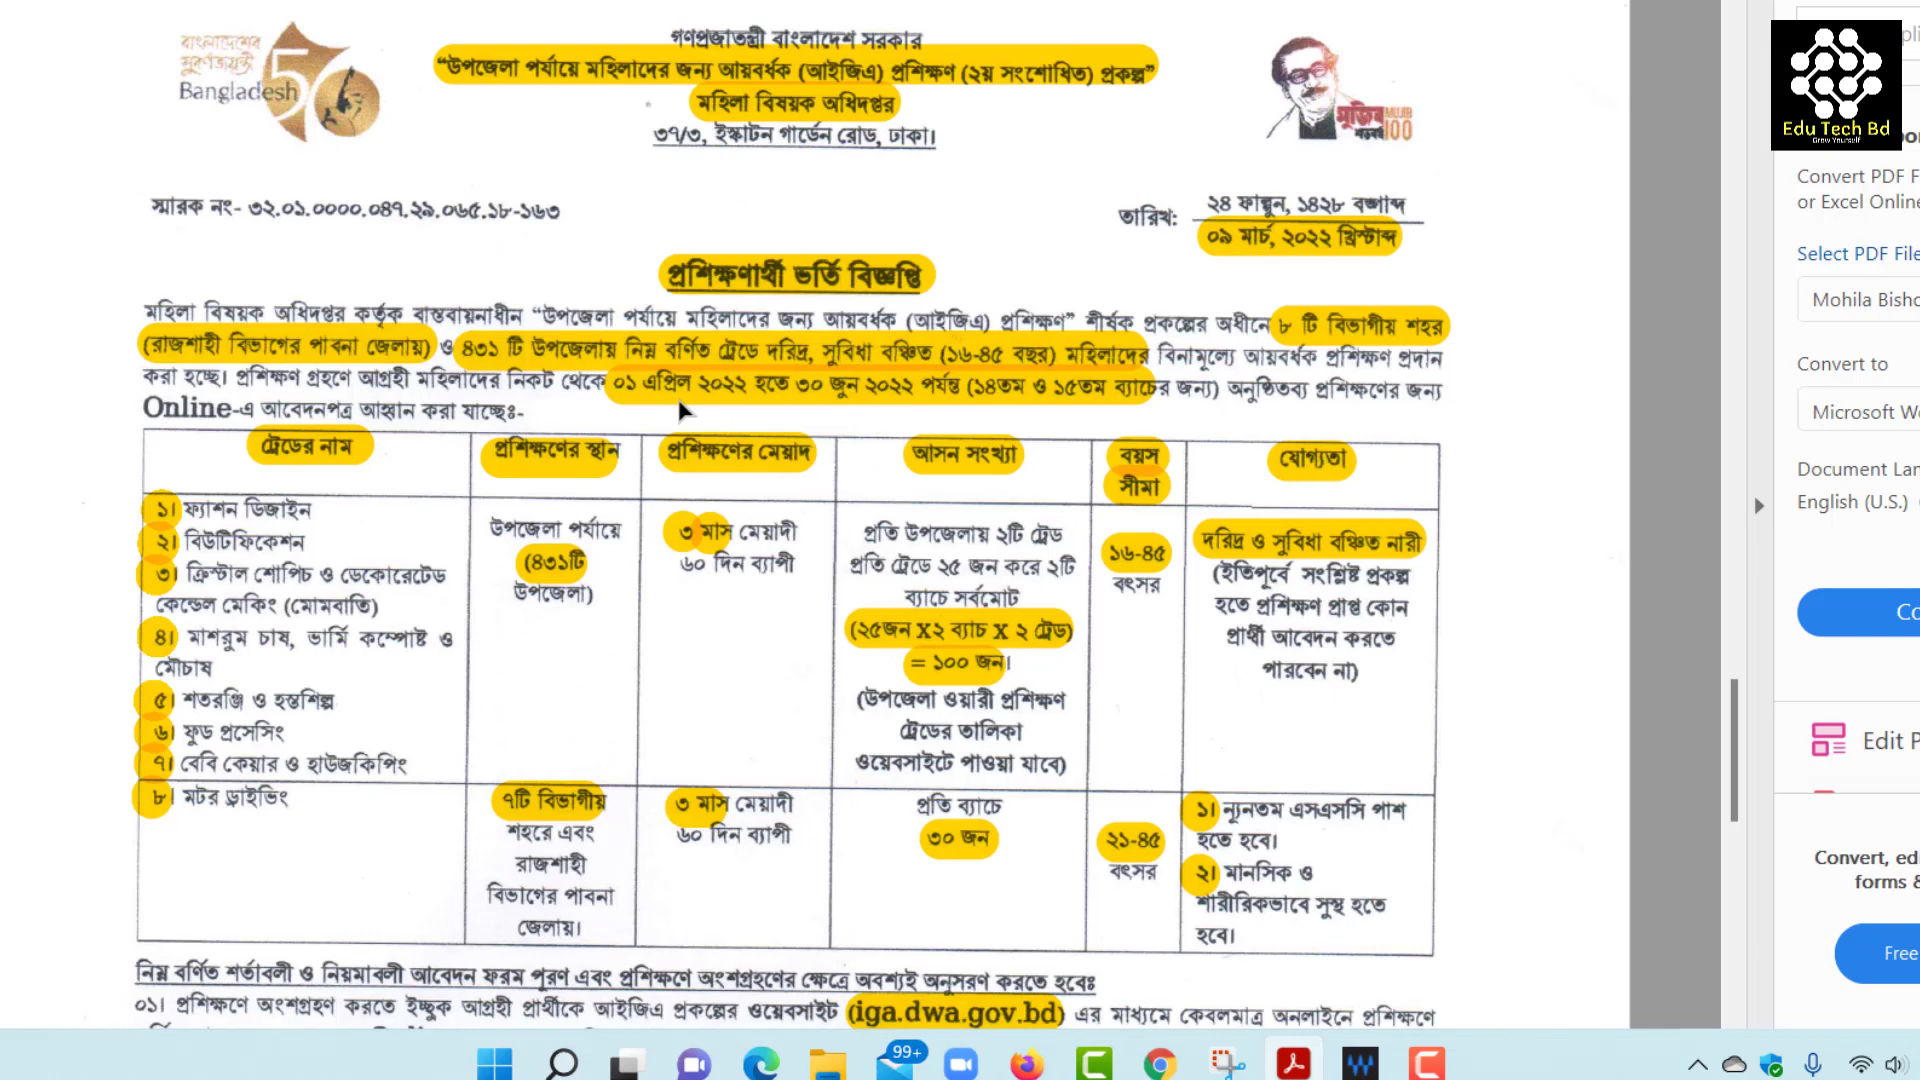 বাংলাদেশের
সুবর্ণজয়ন্তী
Bangladesh 50
গণপ্রজাতন্ত্রী বাংলাদেশ সরকার
“উপজেলা পর্যায়ে মহিলাদের জন্য আয়বর্ধক (আইজিএ) প্রশিক্ষণ (২য় সংশোধিত) প্রকল্প”
মহিলা বিষয়ক অধিদপ্তর
৩৭/৩, ইস্কাটন গার্ডেন রোড, ঢাকা।
মুজিব
MUJIB
100
Edu Tech Bd
Grow Yourself
স্মারক নং- ৩২.০১.০০০০.০৪৭.২৯.০৬৫.১৮-১৬৩
তারিখ:
২৪ ফাল্গুন, ১৪২৮ বঙ্গাব্দ
০৯ মার্চ, ২০২২ খ্রিস্টাব্দ
প্রশিক্ষণার্থী ভর্তি বিজ্ঞপ্তি
মহিলা বিষয়ক অধিদপ্তর কর্তৃক বাস্তবায়নাধীন “উপজেলা পর্যায়ে মহিলাদের জন্য আয়বর্ধক (আইজিএ) প্রশিক্ষণ” শীর্ষক প্রকল্পের অধীনে ৮ টি বিভাগীয় শহর
(রাজশাহী বিভাগের পাবনা জেলায়) ও ৪৩১ টি উপজেলায় নিম্ন বর্ণিত ট্রেডে দরিদ্র, সুবিধা বঞ্চিত (১৬-৪৫ বছর) মহিলাদের বিনামূল্যে আয়বর্ধক প্রশিক্ষণ প্রদান
করা হচ্ছে। প্রশিক্ষণ গ্রহণে আগ্রহী মহিলাদের নিকট থেকে ০১ এপ্রিল ২০২২ হতে ৩০ জুন ২০২২ পর্যন্ত (১৪তম ও ১৫তম ব্যাচের জন্য) অনুষ্ঠিতব্য প্রশিক্ষণের জন্য
Online-এ আবেদনপত্র আহ্বান করা যাচ্ছেঃ-
ট্রেডের নাম
প্রশিক্ষণের স্থান
প্রশিক্ষণের মেয়াদ
আসন সংখ্যা
বয়স
সীমা
যোগ্যতা
১। ফ্যাশন ডিজাইন
২। বিউটিফিকেশন
৩। ক্রিস্টাল শোপিচ ও ডেকোরেটেড
কেন্ডেল মেকিং (মোমবাতি)
৪। মাশরুম চাষ, ভার্মি কম্পোষ্ট ও
মৌচাষ
৫। শতরঞ্জি ও হস্তশিল্প
৬। ফুড প্রসেসিং
৭। বেবি কেয়ার ও হাউজকিপিং
উপজেলা পর্যায়ে
(৪৩১টি
উপজেলা)
৩ মাস মেয়াদী
৬০ দিন ব্যাপী
প্রতি উপজেলায় ২টি ট্রেড
প্রতি ট্রেডে ২৫ জন করে ২টি
ব্যাচে সর্বমোট
(২৫জন X২ ব্যাচ X ২ ট্রেড)
= ১০০ জন।
(উপজেলা ওয়ারী প্রশিক্ষণ
ট্রেডের তালিকা
ওয়েবসাইটে পাওয়া যাবে)
১৬-৪৫
বৎসর
দরিদ্র ও সুবিধা বঞ্চিত নারী
(ইতিপূর্বে সংশ্লিষ্ট প্রকল্প
হতে প্রশিক্ষণ প্রাপ্ত কোন
প্রার্থী আবেদন করতে
পারবেন না)
৮। মটর ড্রাইভিং
৭টি বিভাগীয়
শহরে এবং
রাজশাহী
বিভাগের পাবনা
জেলায়।
৩ মাস মেয়াদী
৬০ দিন ব্যাপী
প্রতি ব্যাচে
৩০ জন
২১-৪৫
বৎসর
১। ন্যূনতম এসএসসি পাশ
হতে হবে।
২। মানসিক ও
শারীরিকভাবে সুস্থ হতে
হবে।
নিম্ন বর্ণিত শর্তাবলী ও নিয়মাবলী আবেদন ফরম পূরণ এবং প্রশিক্ষণে অংশগ্রহণের ক্ষেত্রে অবশ্যই অনুসরণ করতে হবেঃ
০১। প্রশিক্ষণে অংশগ্রহণ করতে ইচ্ছুক আগ্রহী প্রার্থীকে আইজিএ প্রকল্পের ওয়েবসাইট (iga.dwa.gov.bd) এর মাধ্যমে কেবলমাত্র অনলাইনে প্রশিক্ষণে
Convert PDF F
or Excel Online
Select PDF File
Mohila Bisho
Convert to
Microsoft Wo
Document Lan
English (U.S.)
Co
Edit P
Convert, edi
forms &
Free
99+